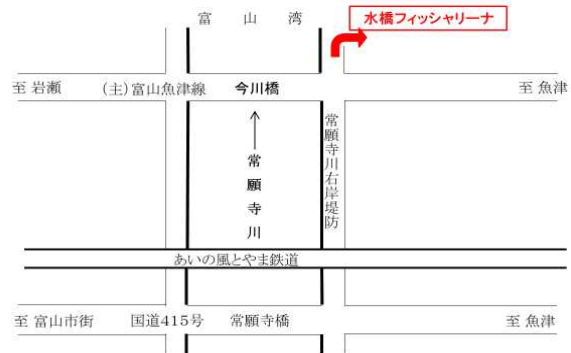 富山湾
水橋フィッシャリーナ
至 岩瀬
(主)富山魚津線
今川橋
至 魚津
常願寺川
常願寺川右岸堤防
あいの風とやま鉄道
至 富山市街
国道415号
常願寺橋
至 魚津